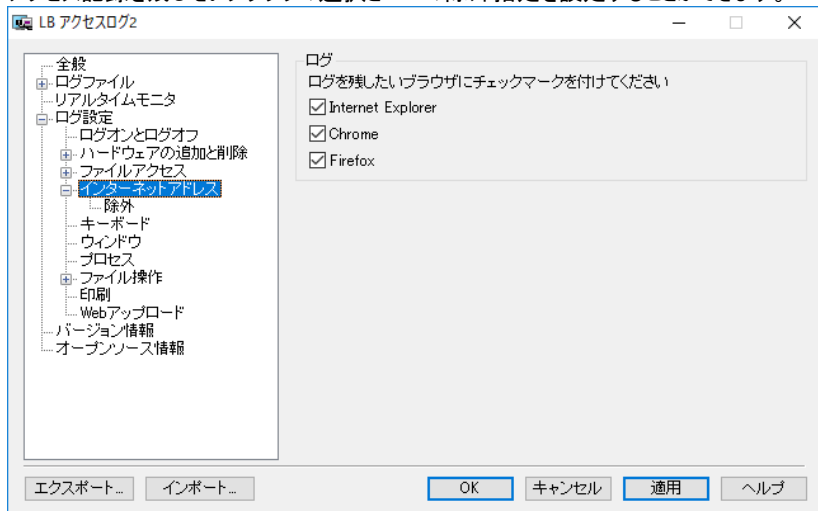 LB アクセスログ2
全般
ログファイル
リアルタイムモニタ
ログ設定
ログオンとログオフ
ハードウェアの追加と削除
ファイルアクセス
インターネットアドレス
除外
キーボード
ウィンドウ
プロセス
ファイル操作
印刷
Webアップロード
バージョン情報
オープンソース情報
ログ
ログを残したいブラウザにチェックマークを付けてください
Internet Explorer
Chrome
Firefox
エクスポート...
インポート...
OK
キャンセル
適用
ヘルプ